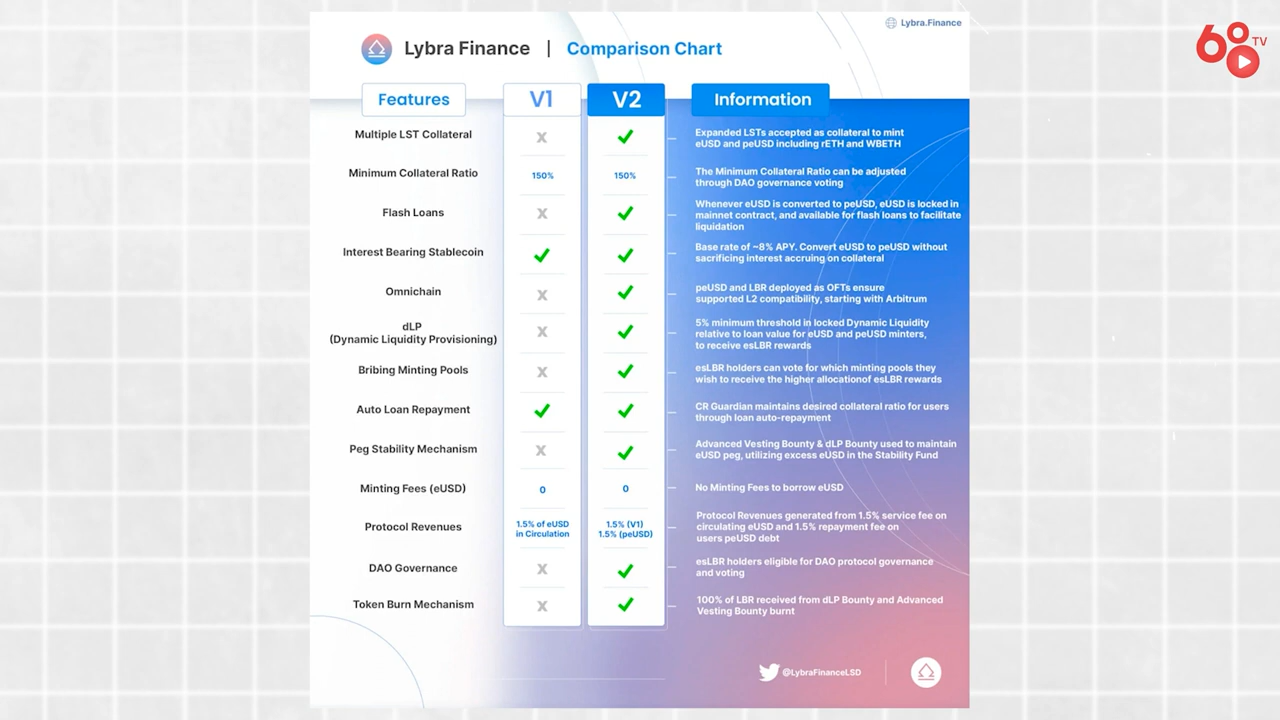 Lybra.Finance
68 TV
Lybra Finance | Comparison Chart
Features V1 V2 Information
Multiple LST Collateral X ✓ Expanded LSTs accepted as collateral to mint
eUSD and peUSD including rETH and WBETH
Minimum Collateral Ratio 150% 150% The Minimum Collateral Ratio can be adjusted
through DAO governance voting
Flash Loans X ✓ Whenever eUSD is converted to peUSD, eUSD is locked in
mainnet contract, and available for flash loans to facilitate
liquidation
Interest Bearing Stablecoin ✓ ✓ Base rate of ~8% APY. Convert eUSD to peUSD without
sacrificing interest accruing on collateral
Omnichain X ✓ peUSD and LBR deployed as OFTs ensure
supported L2 compatibility, starting with Arbitrum
dLP
(Dynamic Liquidity Provisioning) X ✓ 5% minimum threshold in locked Dynamic Liquidity
relative to loan value for eUSD and peUSD minters,
to receive esLBR rewards
Bribing Minting Pools X ✓ esLBR holders can vote for which minting pools they
wish to receive the higher allocationof esLBR rewards
Auto Loan Repayment ✓ ✓ CR Guardian maintains desired collateral ratio for users
through loan auto-repayment
Peg Stability Mechanism X ✓ Advanced Vesting Bounty & dLP Bounty used to maintain
eUSD peg, utilizing excess eUSD in the Stability Fund
Minting Fees (eUSD) 0 0 No Minting Fees to borrow eUSD
Protocol Revenues 1.5% of eUSD
in Circulation 1.5% (V1)
1.5% (peUSD) Protocol Revenues generated from 1.5% service fee on
circulating eUSD and 1.5% repayment fee on
users peUSD debt
DAO Governance X ✓ esLBR holders eligible for DAO protocol governance
and voting
Token Burn Mechanism X ✓ 100% of LBR received from dLP Bounty and Advanced
Vesting Bounty burnt
@LybraFinanceLSD